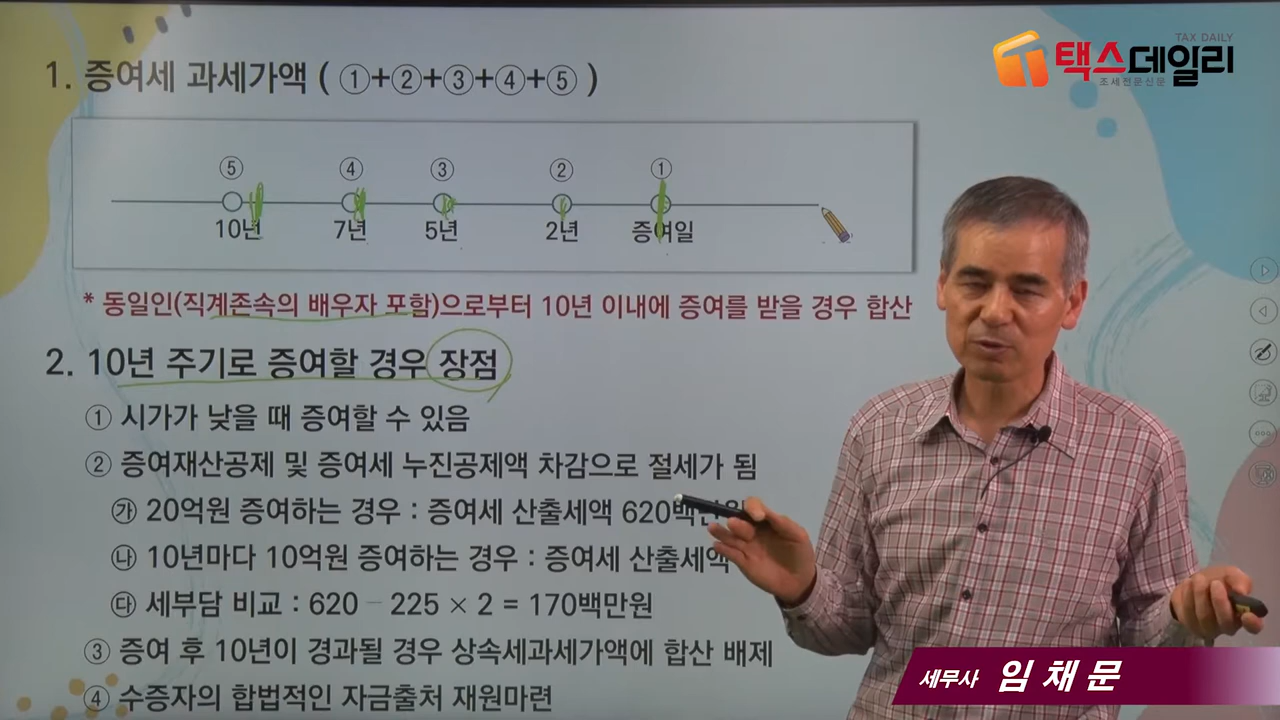 TAX DAILY
택스데일리
조세전문신문
1. 증여세 과세가액 ( ①+②+③+④+⑤ )
⑤ ④ ③ ② ①
10년 7년 5년 2년 증여일
* 동일인(직계존속의 배우자 포함)으로부터 10년 이내에 증여를 받을 경우 합산
2. 10년 주기로 증여할 경우 장점
① 시가가 낮을 때 증여할 수 있음
② 증여재산공제 및 증여세 누진공제액 차감으로 절세가 됨
㉮ 20억원 증여하는 경우 : 증여세 산출세액 620백만원
㉯ 10년마다 10억원 증여하는 경우 : 증여세 산출세액
㉰ 세부담 비교 : 620 – 225 × 2 = 170백만원
③ 증여 후 10년이 경과될 경우 상속세과세가액에 합산 배제
④ 수증자의 합법적인 자금출처 재원마련
세무사 임채문